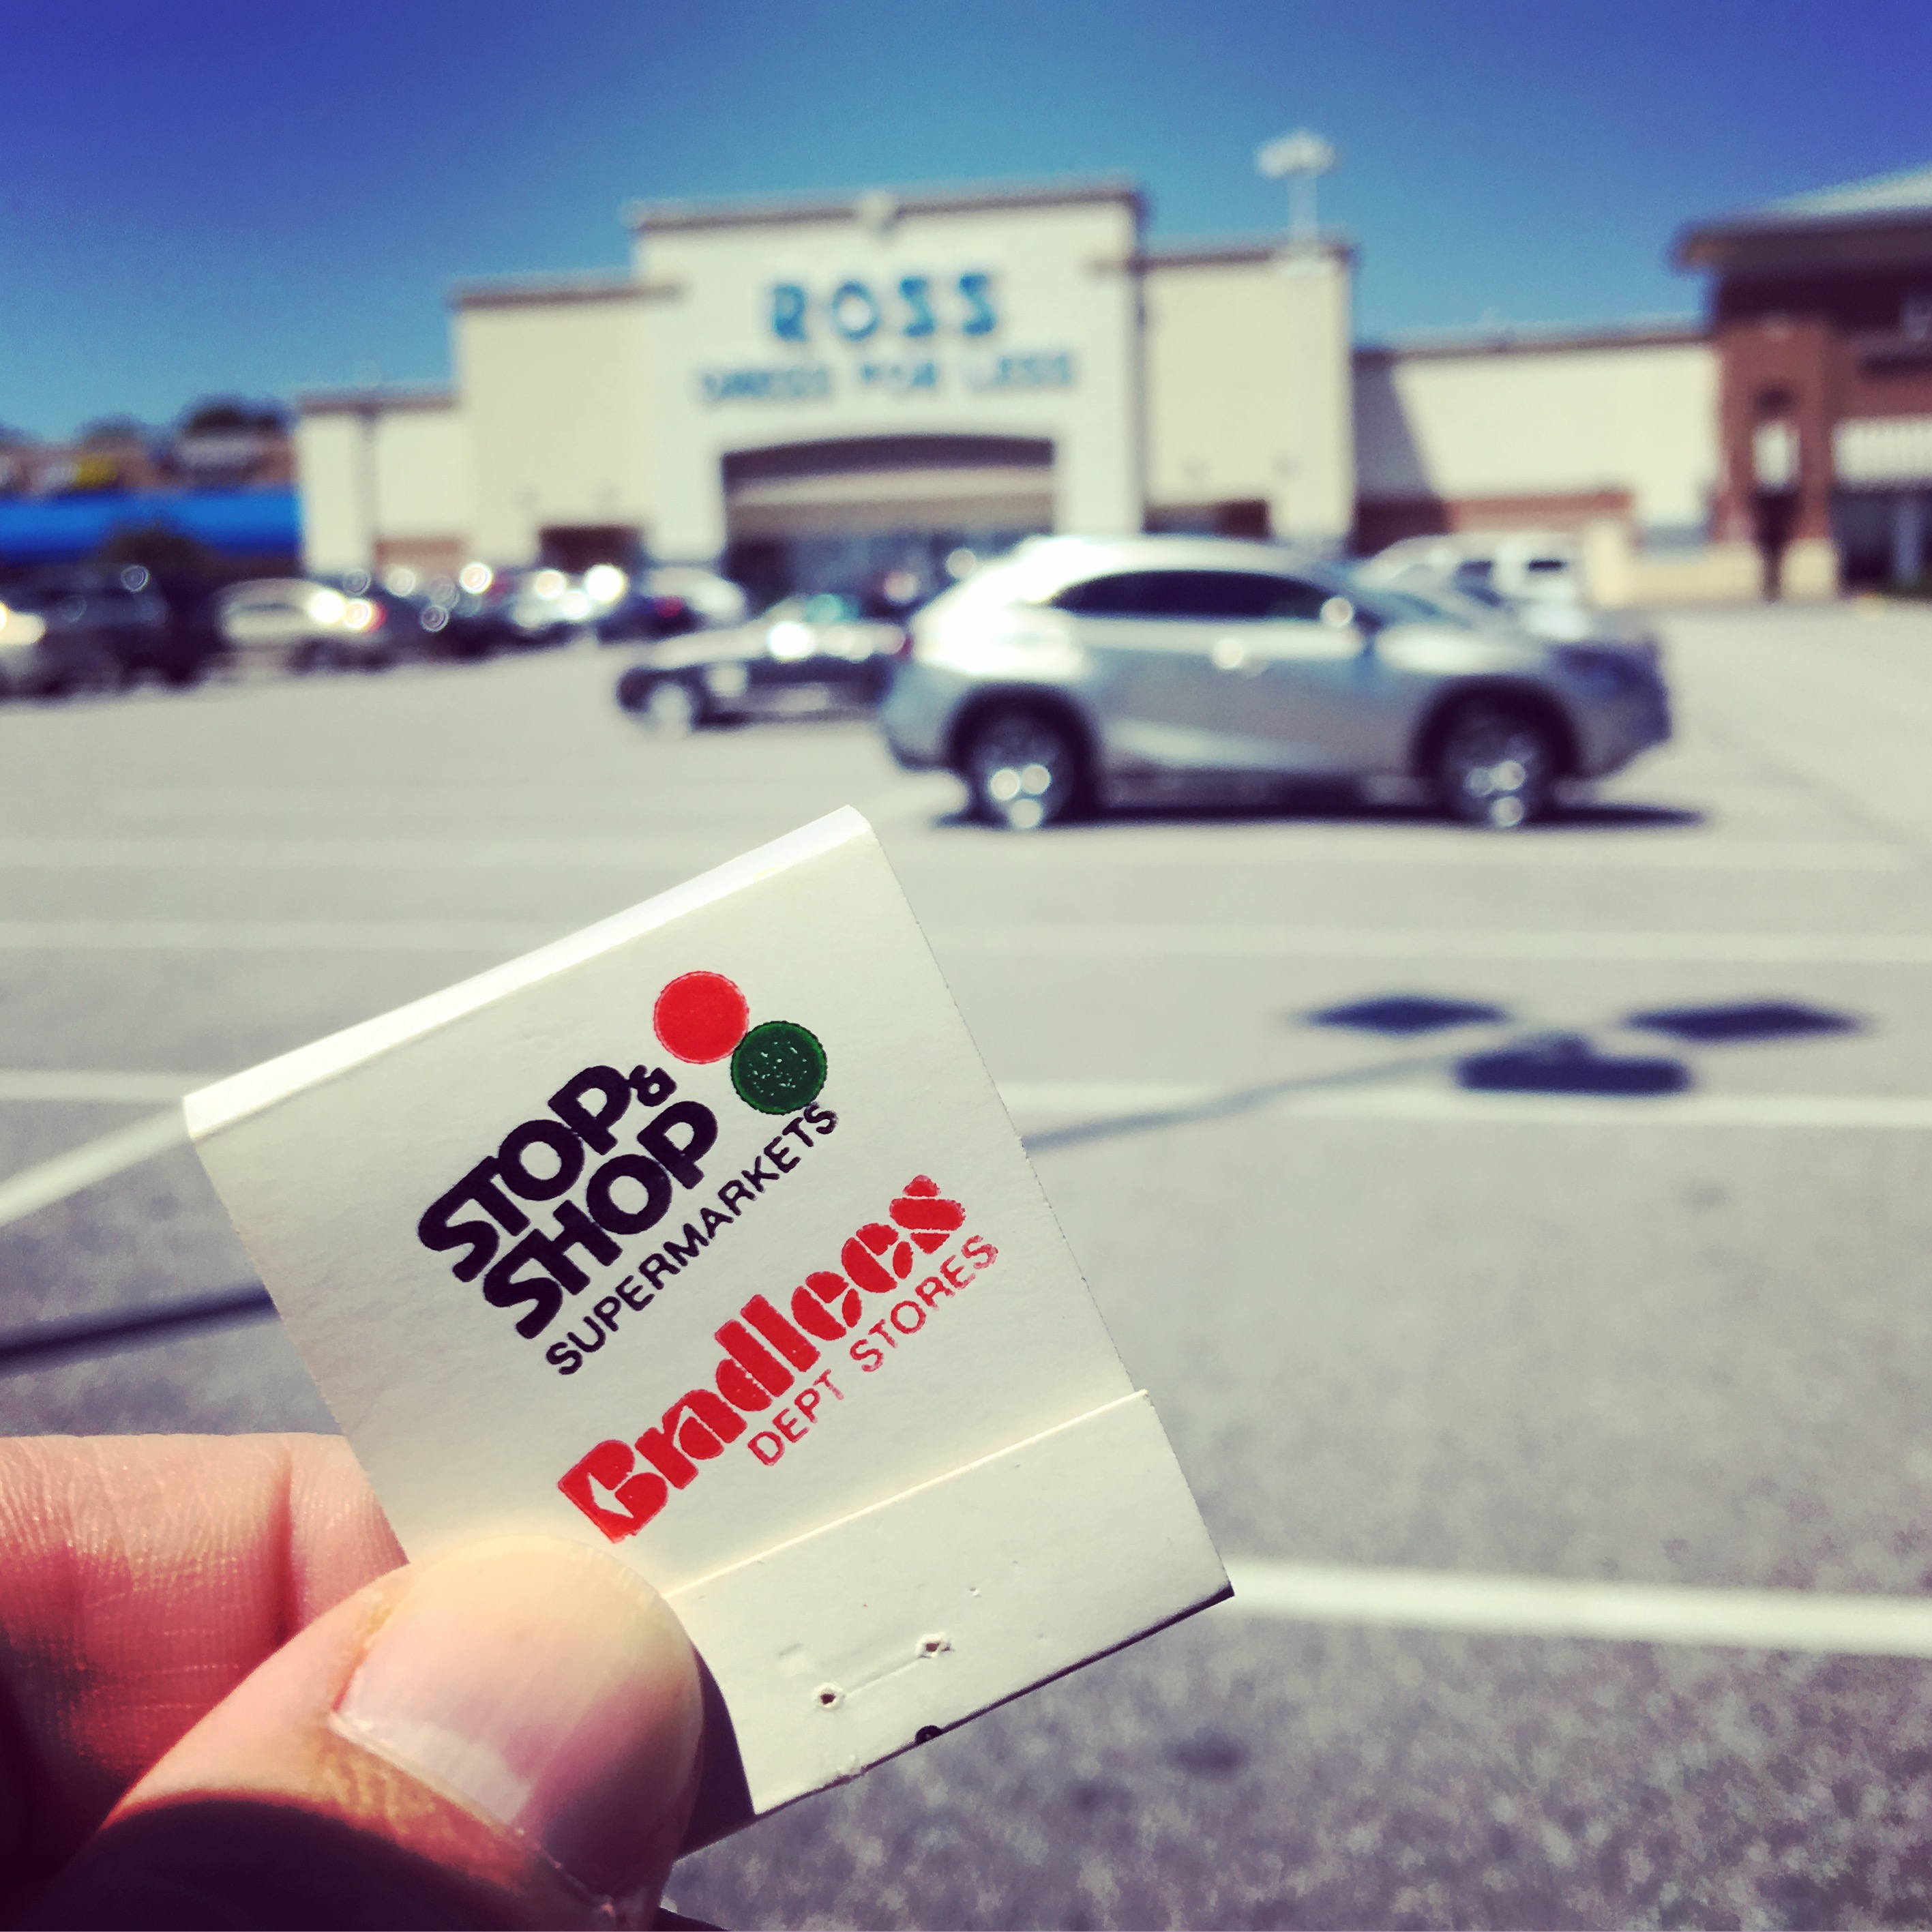 ROSS
DRESS FOR LESS
STOP &
SHOP
SUPERMARKETS
Bradlees
DEPT STORES